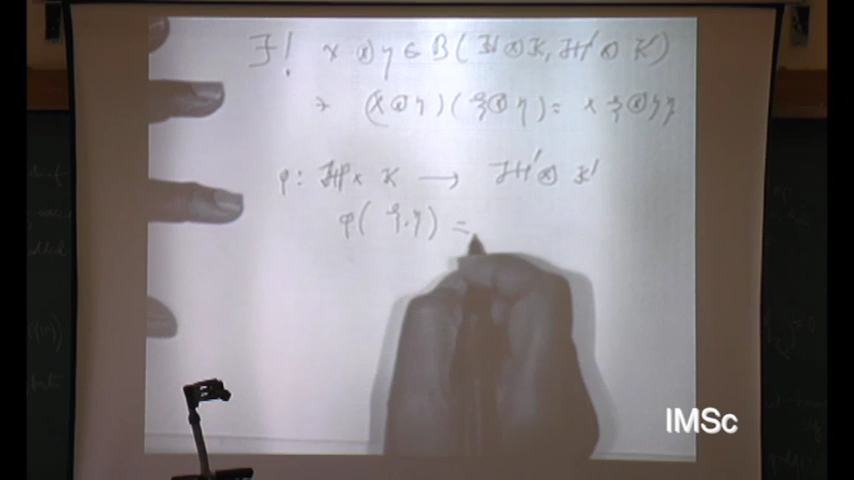 ∃! x ⊗ y ∈ B(ℋ⊗K, ℋ'⊗ K')
∋ (x⊗y)(ξ⊗η) = xξ⊗yη
φ: ℋ × K → ℋ'⊗ K'
φ(ξ,η) =
IMSc